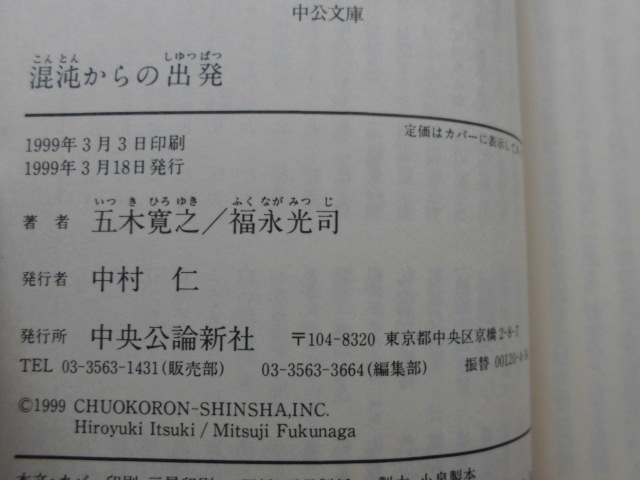 中公文庫
こんとん しゅっぱつ
混沌からの出発
定価はカバーに表示して
1999年3月3日印刷
1999年3月18日発行
いつ き ひろ ゆき ふく なが みつ じ
著者 五木寛之／福永光司
発行者 中村 仁
発行所 中央公論新社 〒104-8320 東京都中央区京橋2-8-7
TEL 03-3563-1431(販売部) 03-3563-3664(編集部) 振替 00120-4-
©1999 CHUOKORON-SHINSHA,INC.
Hiroyuki Itsuki / Mitsuji Fukunaga